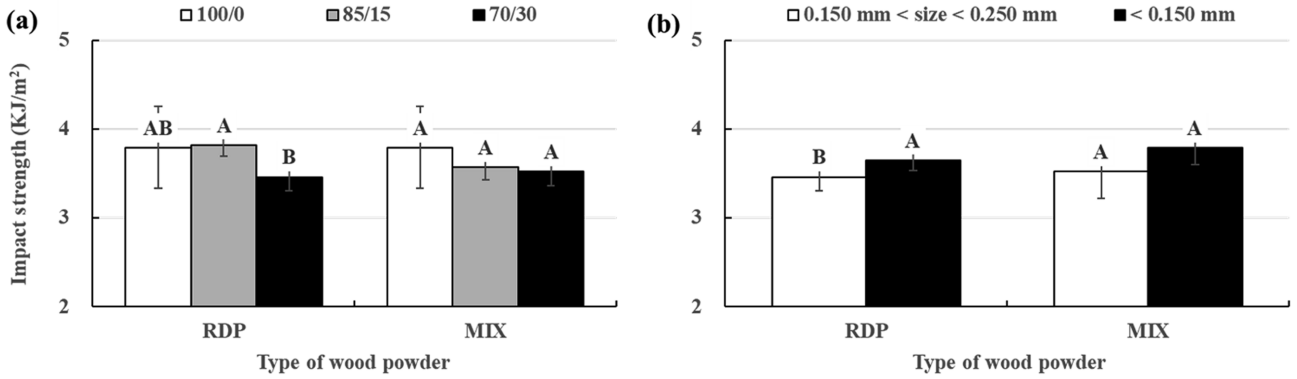 (a)
100/0 85/15 70/30
Impact strength (KJ/m²)
5
4
3
2
AB A B A A A
RDP MIX
Type of wood powder
(b)
0.150 mm < size < 0.250 mm < 0.150 mm
5
4
3
2
B A A A
RDP MIX
Type of wood powder